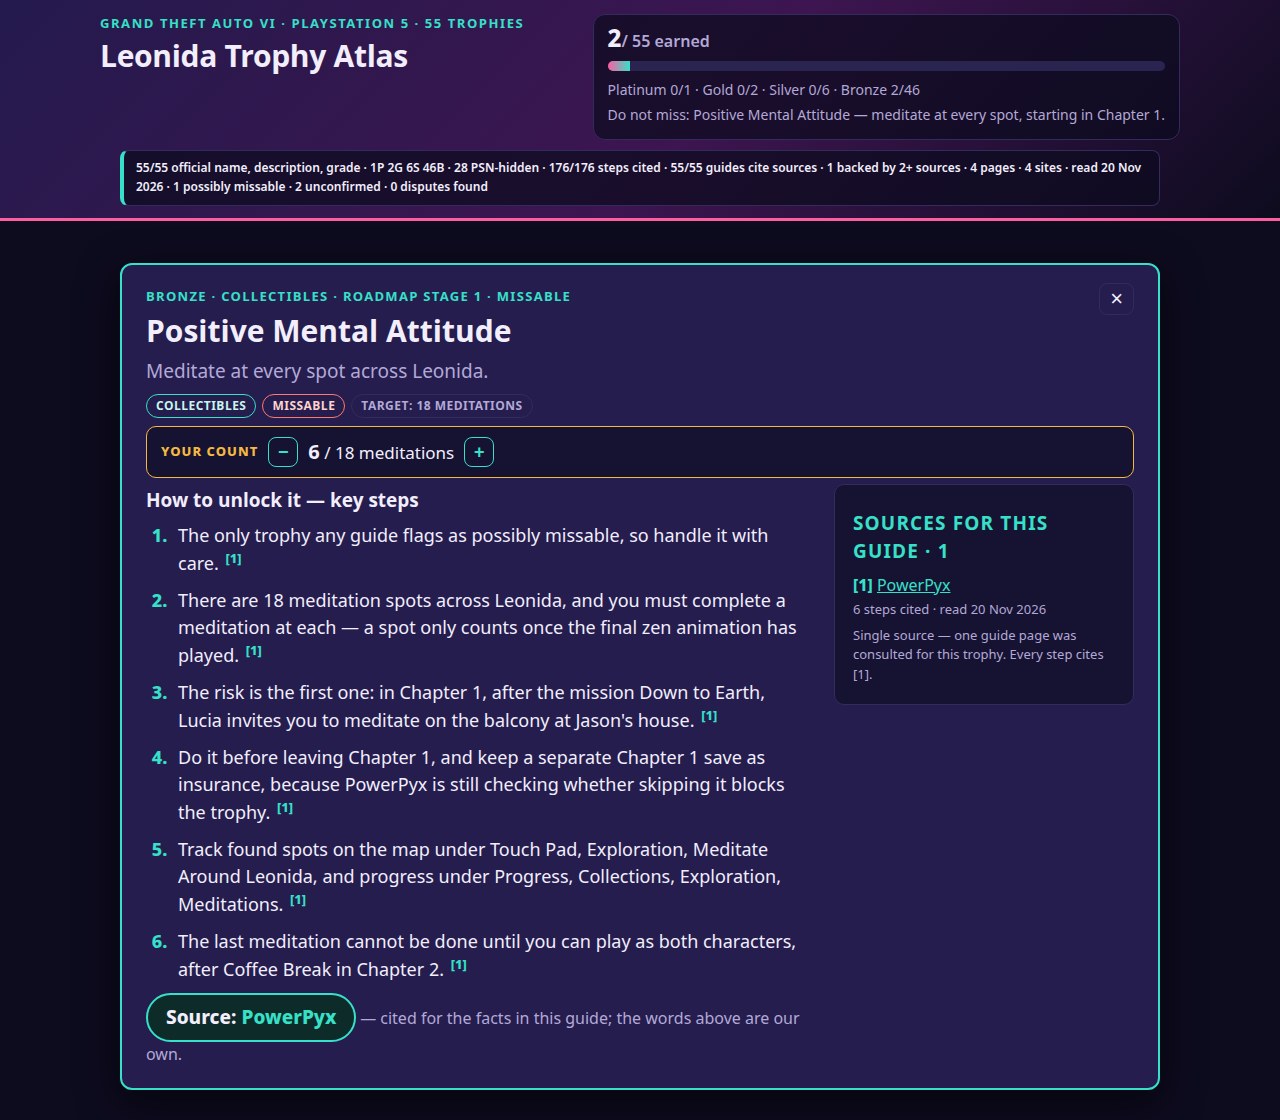 GRAND THEFT AUTO VI · PLAYSTATION 5 · 55 TROPHIES
Leonida Trophy Atlas
2/ 55 earned
Platinum 0/1 · Gold 0/2 · Silver 0/6 · Bronze 2/46
Do not miss: Positive Mental Attitude — meditate at every spot, starting in Chapter 1.
55/55 official name, description, grade · 1P 2G 6S 46B · 28 PSN-hidden · 176/176 steps cited · 55/55 guides cite sources · 1 backed by 2+ sources · 4 pages · 4 sites · read 20 Nov
2026 · 1 possibly missable · 2 unconfirmed · 0 disputes found
BRONZE · COLLECTIBLES · ROADMAP STAGE 1 · MISSABLE
×
Positive Mental Attitude
Meditate at every spot across Leonida.
COLLECTIBLES MISSABLE TARGET: 18 MEDITATIONS
YOUR COUNT − 6 / 18 meditations +
How to unlock it — key steps
1. The only trophy any guide flags as possibly missable, so handle it with
care. [1]
2. There are 18 meditation spots across Leonida, and you must complete a
meditation at each — a spot only counts once the final zen animation has
played. [1]
3. The risk is the first one: in Chapter 1, after the mission Down to Earth,
Lucia invites you to meditate on the balcony at Jason's house. [1]
4. Do it before leaving Chapter 1, and keep a separate Chapter 1 save as
insurance, because PowerPyx is still checking whether skipping it blocks
the trophy. [1]
5. Track found spots on the map under Touch Pad, Exploration, Meditate
Around Leonida, and progress under Progress, Collections, Exploration,
Meditations. [1]
6. The last meditation cannot be done until you can play as both characters,
after Coffee Break in Chapter 2. [1]
Source: PowerPyx — cited for the facts in this guide; the words above are our
own.
SOURCES FOR THIS
GUIDE · 1
[1] PowerPyx
6 steps cited · read 20 Nov 2026
Single source — one guide page was
consulted for this trophy. Every step cites
[1].